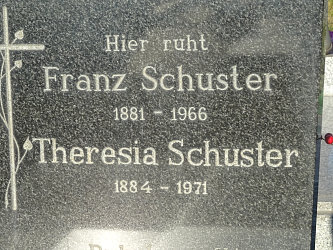 Hier ruht
Franz Schuster
1881 - 1966
Theresia Schuster
1884 - 1971